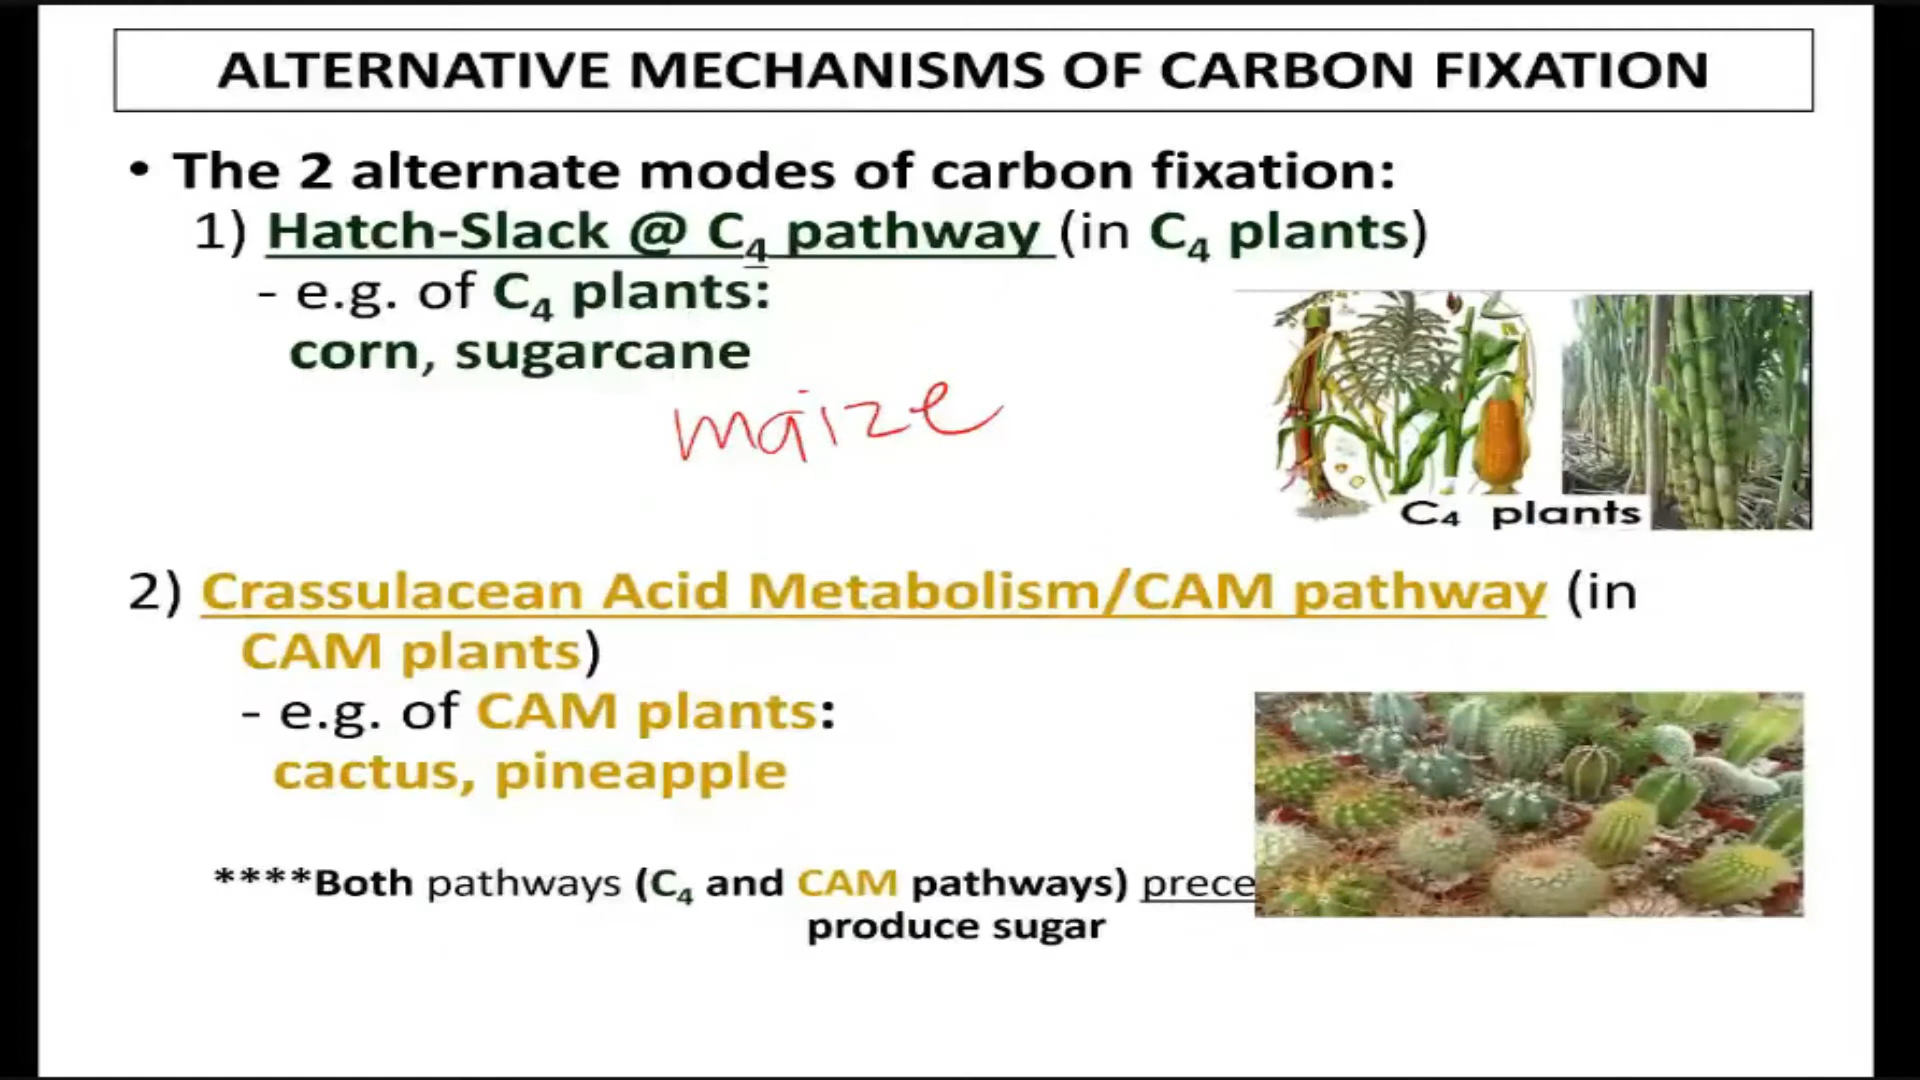 ALTERNATIVE MECHANISMS OF CARBON FIXATION
• The 2 alternate modes of carbon fixation:
1) Hatch-Slack @ C₄ pathway (in C₄ plants)
- e.g. of C₄ plants:
corn, sugarcane
maize
C₄ plants
2) Crassulacean Acid Metabolism/CAM pathway (in
CAM plants)
- e.g. of CAM plants:
cactus, pineapple
****Both pathways (C₄ and CAM pathways) prece
produce sugar